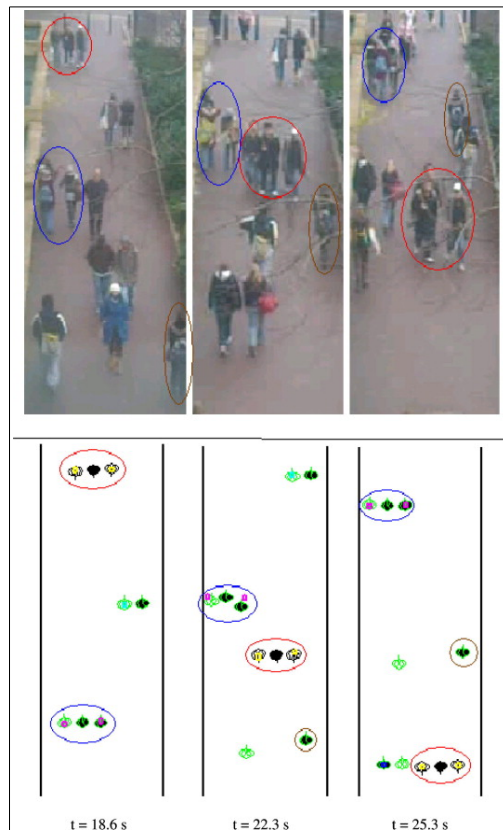 t = 18.6 s t = 22.3 s t = 25.3 s